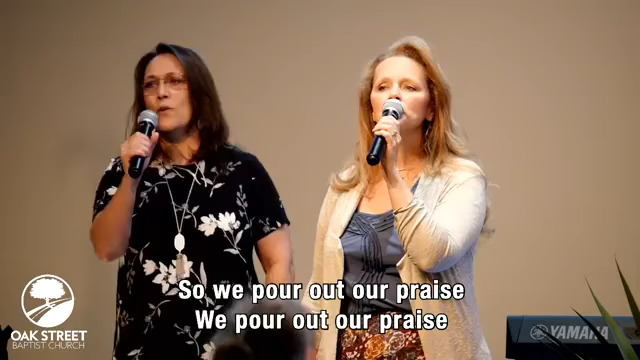 So we pour out our praise
We pour out our praise
OAK STREET
BAPTIST CHURCH
YAMAHA